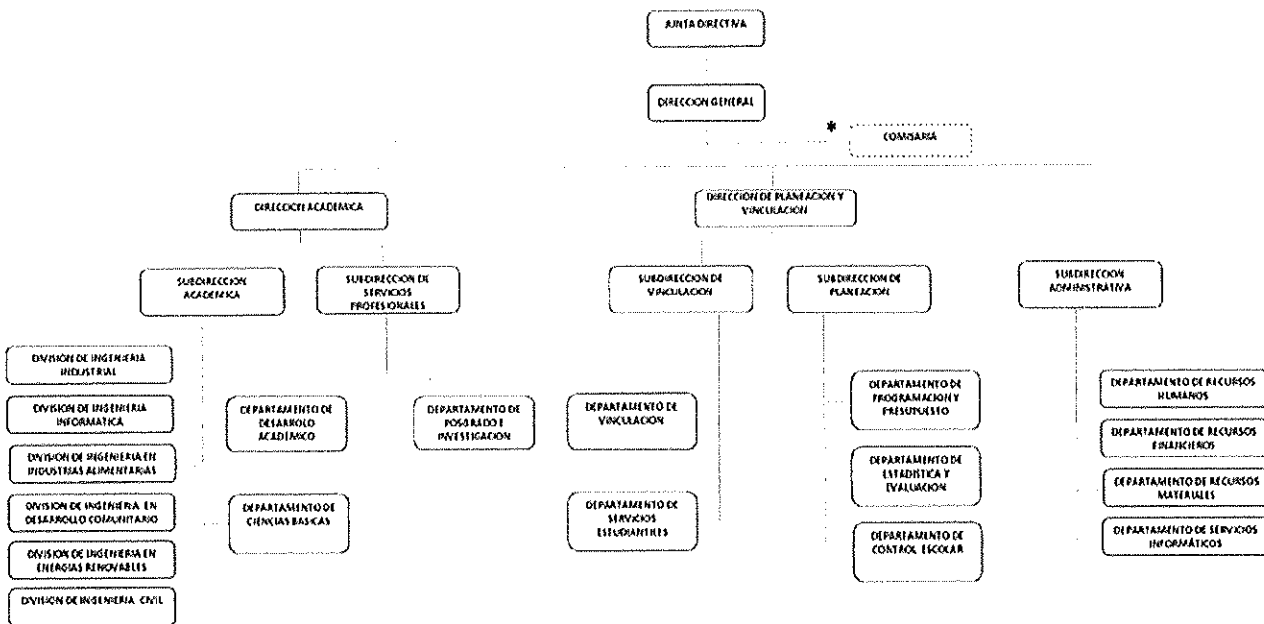 JUNTA DIRECTIVA
DIRECCION GENERAL
*
COMISARIA
DIRECCION ACADEMICA
DIRECCION DE PLANEACION Y
VINCULACION
SUBDIRECCION
ACADEMICA
SUBDIRECCION DE
SERVICIOS
PROFESIONALES
SUBDIRECCION DE
VINCULACION
SUBDIRECCION DE
PLANEACION
SUBDIRECCION
ADMINISTRATIVA
DIVISION DE INGENIERIA
INDUSTRIAL
DIVISION DE INGENIERIA
INFORMATICA
DIVISION DE INGENIERIA EN
INDUSTRIAS ALIMENTARIAS
DIVISION DE INGENIERIA EN
DESARROLLO COMUNITARIO
DIVISION DE INGENIERIA EN
ENERGIAS RENOVABLES
DIVISION DE INGENIERIA CIVIL
DEPARTAMENTO DE
DESARROLO
ACADEMICO
DEPARTAMENTO DE
CIENCIAS BASICAS
DEPARTAMENTO DE
POSGRADO E
INVESTIGACION
DEPARTAMENTO DE
VINCULACION
DEPARTAMENTO DE
SERVICIOS
ESTUDIANTILES
DEPARTAMENTO DE
PROGRAMACION Y
PRESUPUESTO
DEPARTAMENTO DE
ESTADISTICA Y
EVALUACION
DEPARTAMENTO DE
CONTROL ESCOLAR
DEPARTAMENTO DE RECURSOS
HUMANOS
DEPARTAMENTO DE RECURSOS
FINANCIEROS
DEPARTAMENTO DE RECURSOS
MATERIALES
DEPARTAMENTO DE SERVICIOS
INFORMÁTICOS